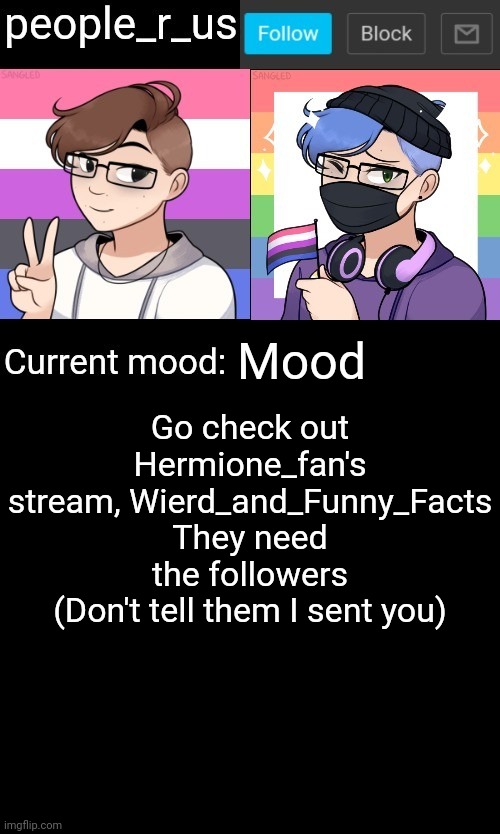 people_r_us
Follow
Block
SANGLED
SANGLED
Current mood: Mood
Go check out
Hermione_fan's
stream, Wierd_and_Funny_Facts
They need
the followers
(Don't tell them I sent you)
imgflip.com